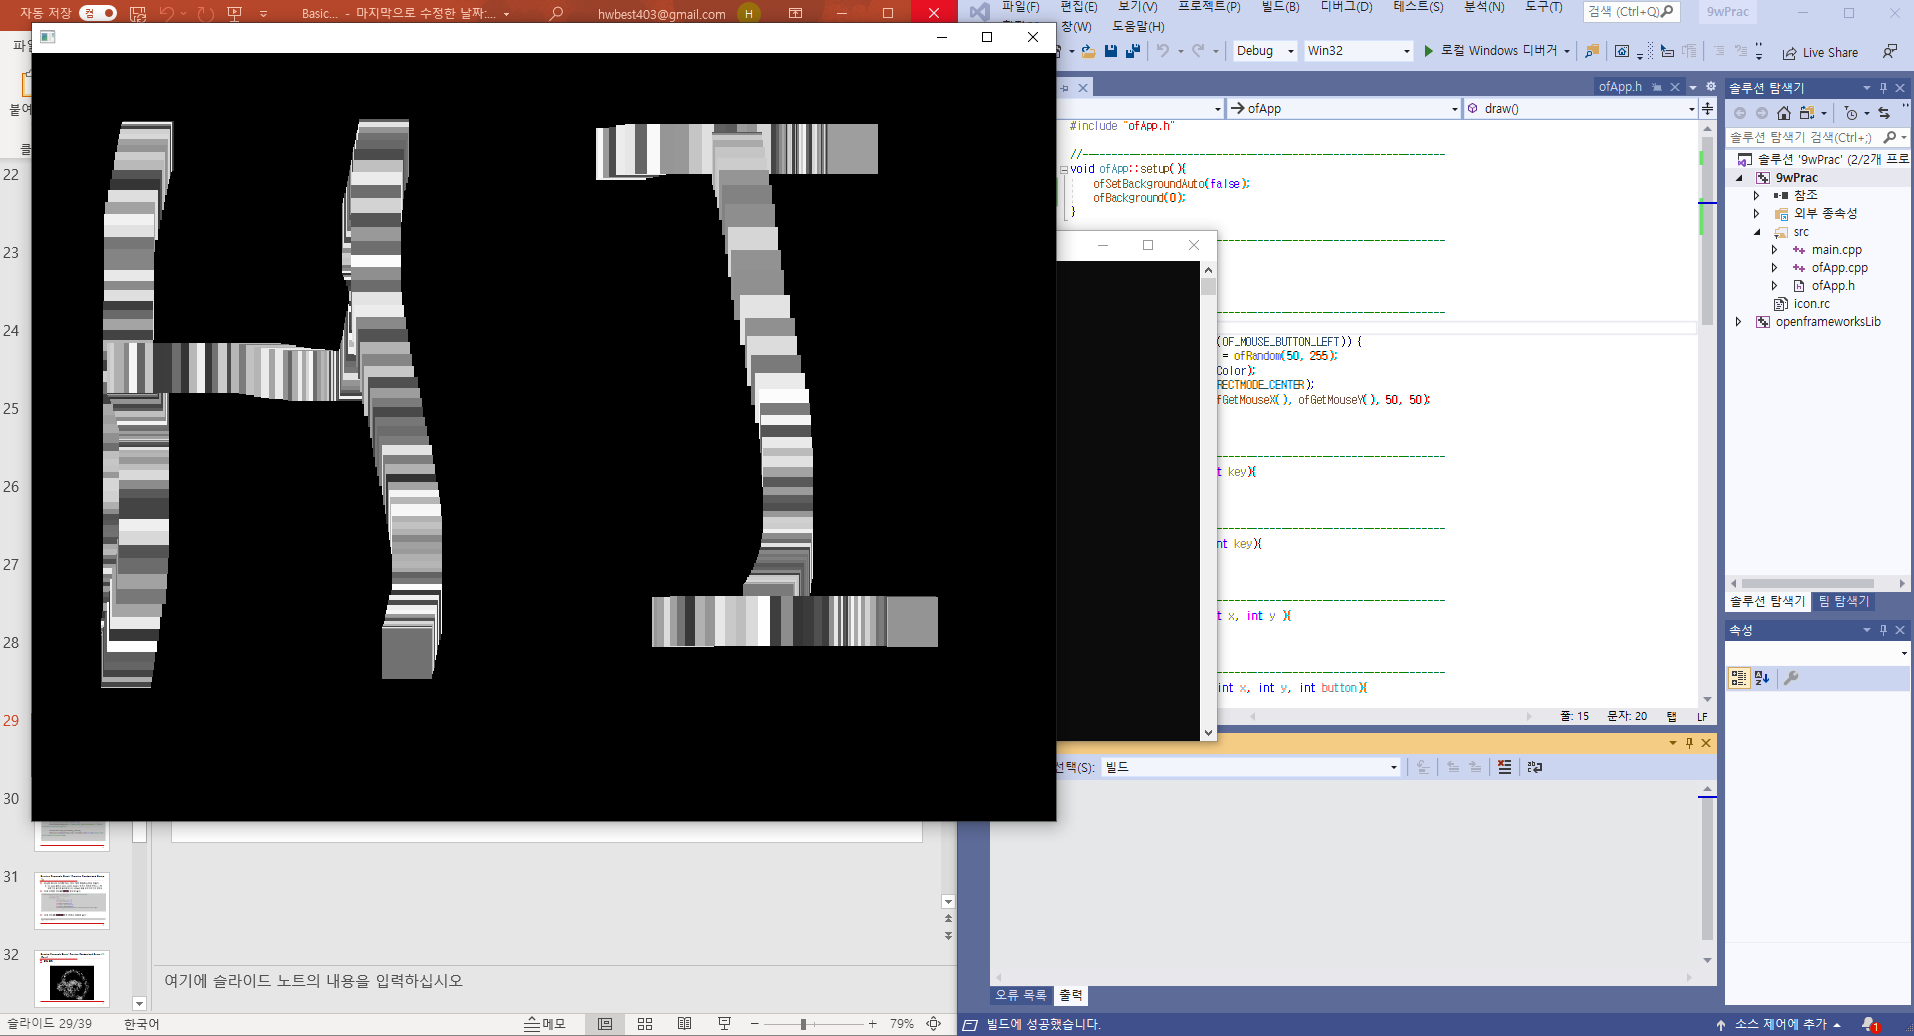 자동 저장 켬
Basic... - 마지막으로 수정한 날짜:...
hwbest403@gmail.com H
붙여
22
23
24
25
26
27
28
29
30
31
32
HI
여기에 슬라이드 노트의 내용을 입력하십시오
슬라이드 29/39 한국어 메모 79%
파일(F) 편집(E) 보기(V) 프로젝트(P) 빌드(B) 디버그(D) 테스트(S) 분석(N) 도구(T)
창(W) 도움말(H)
검색 (Ctrl+Q)
9wPrac
Debug Win32 로컬 Windows 디버거 Live Share
ofApp.h
ofApp draw()
#include "ofApp.h"
//--------------------------------------------------------------
void ofApp::setup(){
ofSetBackgroundAuto(false);
ofBackground(0);
}
(OF_MOUSE_BUTTON_LEFT)) {
= ofRandom(50, 255);
Color);
RECTMODE_CENTER);
fGetMouseX(), ofGetMouseY(), 50, 50);
t key){
nt key){
t x, int y ){
int x, int y, int button){
줄: 15 문자: 20 탭 LF
선택(S): 빌드
오류 목록 출력
빌드에 성공했습니다.
소스 제어에 추가 1
솔루션 탐색기
솔루션 탐색기 검색(Ctrl+;)
솔루션 '9wPrac' (2/2개 프로
9wPrac
참조
외부 종속성
src
main.cpp
ofApp.cpp
ofApp.h
icon.rc
openframeworksLib
솔루션 탐색기 팀 탐색기
속성